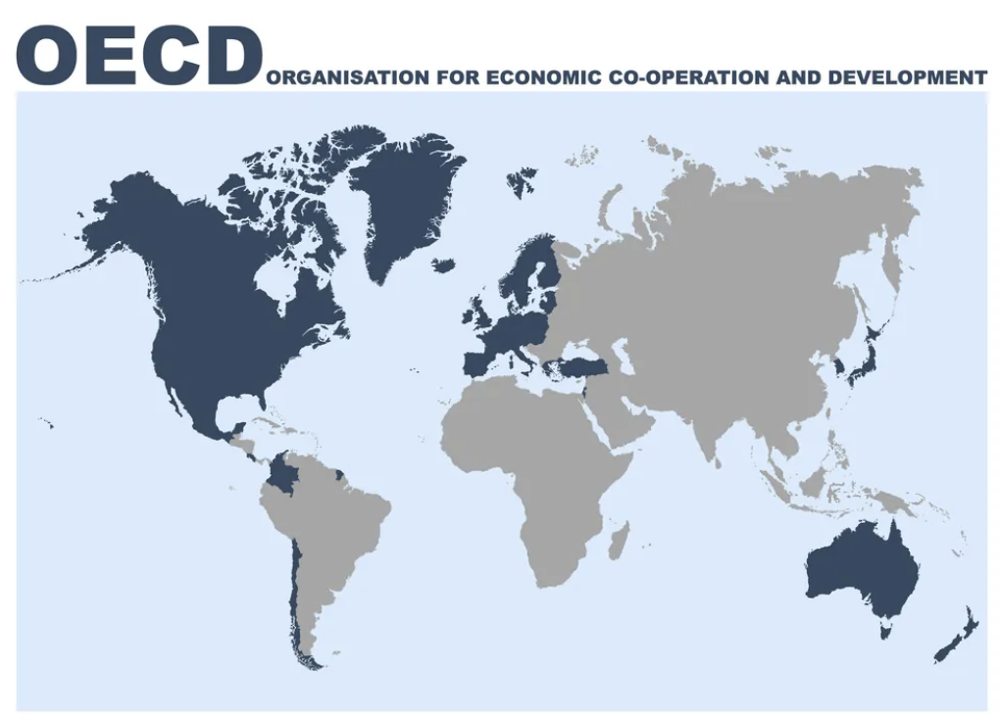 OECD ORGANISATION FOR ECONOMIC CO-OPERATION AND DEVELOPMENT